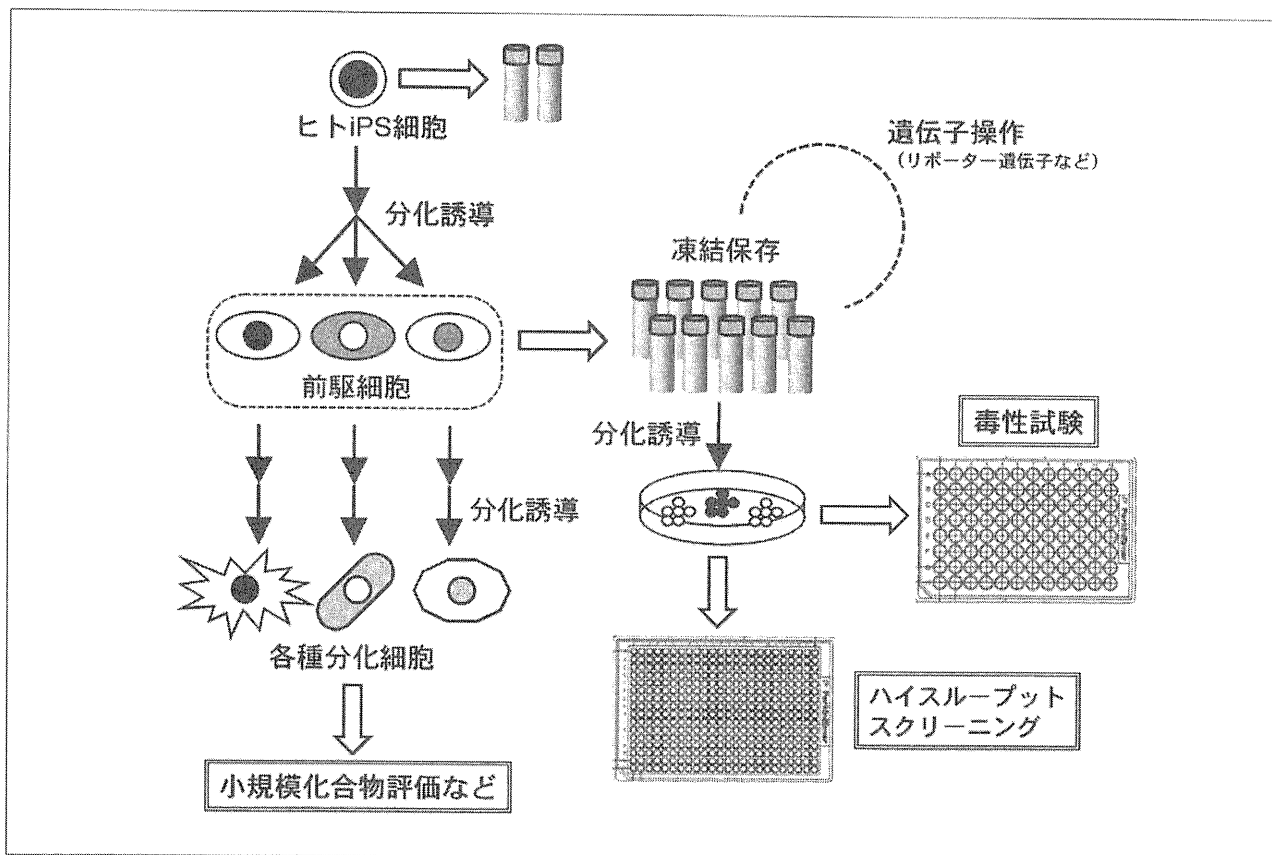 ヒトiPS細胞
分化誘導
前駆細胞
分化誘導
各種分化細胞
小規模化合物評価など
遺伝子操作
(リポーター遺伝子など)
凍結保存
分化誘導
毒性試験
ハイスループット
スクリーニング